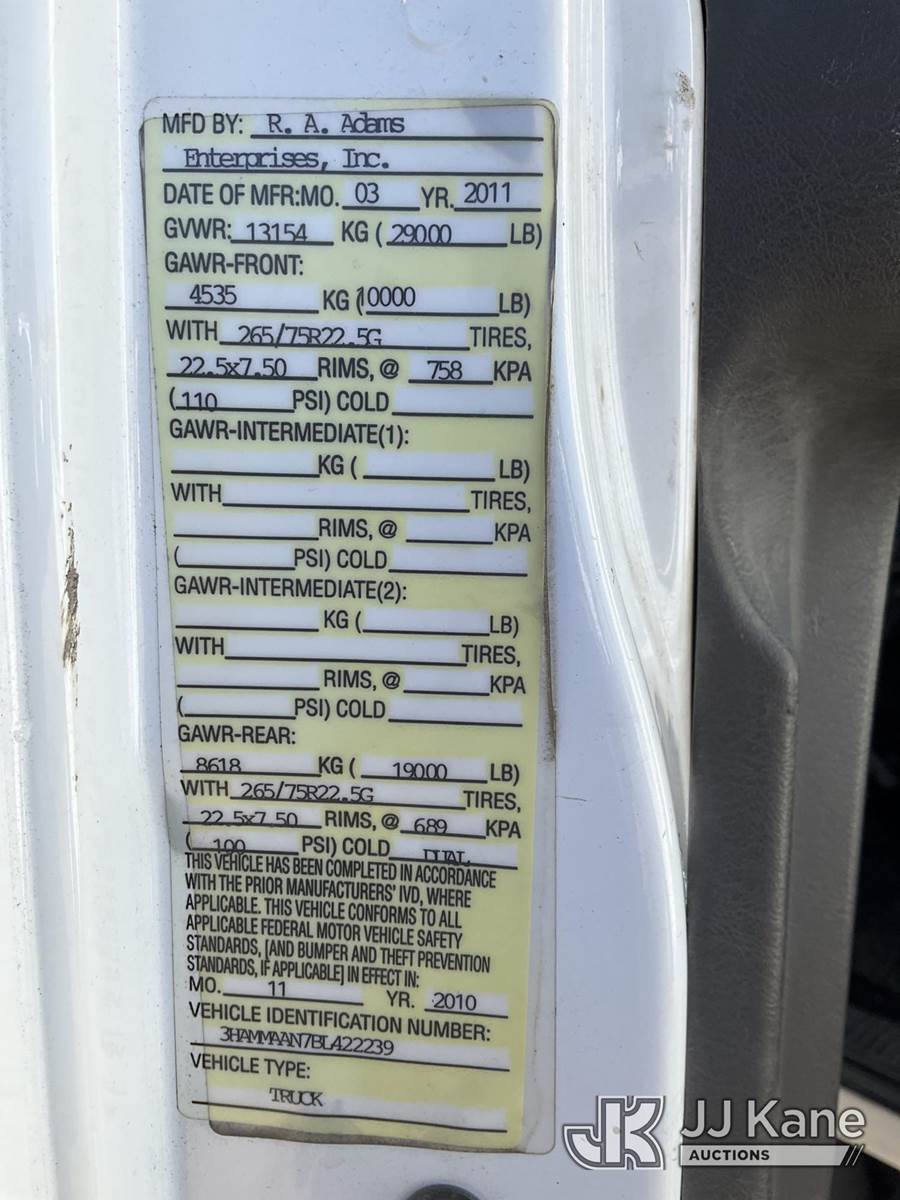 MFD BY: R. A. Adams
Enterprises, Inc.
DATE OF MFR:MO. 03 YR. 2011
GVWR: 13154 KG ( 29000 LB)
GAWR-FRONT:
4535 KG (10000 LB)
WITH 265/75R22.5G TIRES,
22.5x7.50 RIMS, @ 758 KPA
(110 PSI) COLD
GAWR-INTERMEDIATE(1):
KG ( LB)
WITH TIRES,
RIMS, @ KPA
( PSI) COLD
GAWR-INTERMEDIATE(2):
KG ( LB)
WITH TIRES,
RIMS, @ KPA
( PSI) COLD
GAWR-REAR:
8618 KG ( 19000 LB)
WITH 265/75R22.5G TIRES,
22.5x7.50 RIMS, @ 689 KPA
( 100 PSI) COLD DUAL
THIS VEHICLE HAS BEEN COMPLETED IN ACCORDANCE
WITH THE PRIOR MANUFACTURERS' IVD, WHERE
APPLICABLE. THIS VEHICLE CONFORMS TO ALL
APPLICABLE FEDERAL MOTOR VEHICLE SAFETY
STANDARDS, [AND BUMPER AND THEFT PREVENTION
STANDARDS, IF APPLICABLE] IN EFFECT IN:
MO. 11 YR. 2010
VEHICLE IDENTIFICATION NUMBER:
3HAMMAAN7BL422239
VEHICLE TYPE:
TRUCK
JK JJ Kane
AUCTIONS